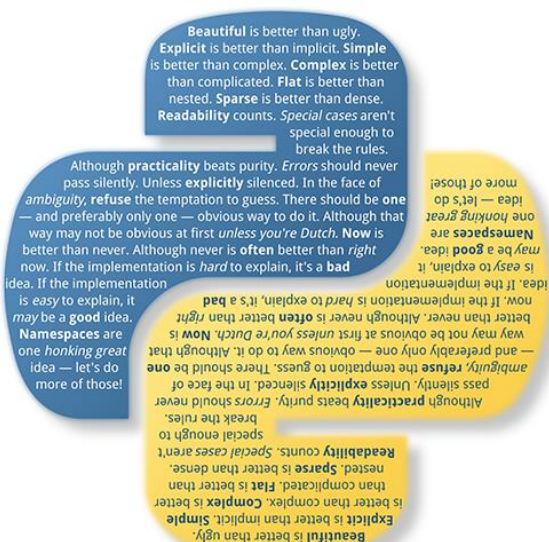 Beautiful is better than ugly.
Explicit is better than implicit. Simple
is better than complex. Complex is better
than complicated. Flat is better than
nested. Sparse is better than dense.
Readability counts. Special cases aren't
special enough to
break the rules.
Although practicality beats purity. Errors should never
pass silently. Unless explicitly silenced. In the face of
ambiguity, refuse the temptation to guess. There should be one
— and preferably only one — obvious way to do it. Although that
way may not be obvious at first unless you're Dutch. Now is
better than never. Although never is often better than right
now. If the implementation is hard to explain, it's a bad
idea. If the implementation
is easy to explain, it
may be a good idea.
Namespaces are
one honking great
idea — let's do
more of those!
Beautiful is better than ugly.
Explicit is better than implicit. Simple
is better than complex. Complex is better
than complicated. Flat is better than
nested. Sparse is better than dense.
Readability counts. Special cases aren't
special enough to
break the rules.
Although practicality beats purity. Errors should never
pass silently. Unless explicitly silenced. In the face of
ambiguity, refuse the temptation to guess. There should be one
— and preferably only one — obvious way to do it. Although that
way may not be obvious at first unless you're Dutch. Now is
better than never. Although never is often better than right
now. If the implementation is hard to explain, it's a bad
idea. If the implementation
is easy to explain, it
may be a good idea.
Namespaces are
one honking great
idea — let's do
more of those!